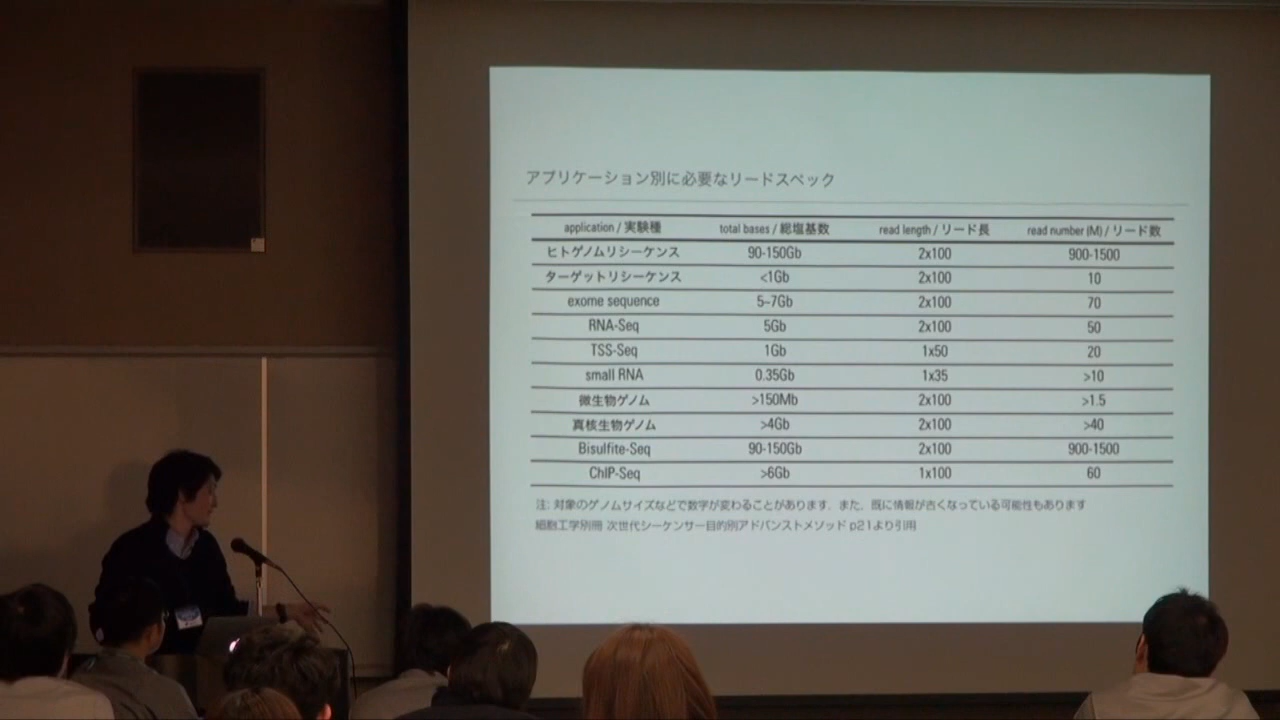 アプリケーション別に必要なリードスペック
application / 実験種 total bases / 総塩基数 read length / リード長 read number (M) / リード数
ヒトゲノムリシーケンス 90-150Gb 2x100 900-1500
ターゲットリシーケンス <1Gb 2x100 10
exome sequence 5~7Gb 2x100 70
RNA-Seq 5Gb 2x100 50
TSS-Seq 1Gb 1x50 20
small RNA 0.35Gb 1x35 >10
微生物ゲノム >150Mb 2x100 >1.5
真核生物ゲノム >4Gb 2x100 >40
Bisulfite-Seq 90-150Gb 2x100 900-1500
ChIP-Seq >6Gb 1x100 60
注: 対象のゲノムサイズなどで数字が変わることがあります。また、既に情報が古くなっている可能性もあります
細胞工学別冊 次世代シーケンサー目的別アドバンストメソッド p21より引用